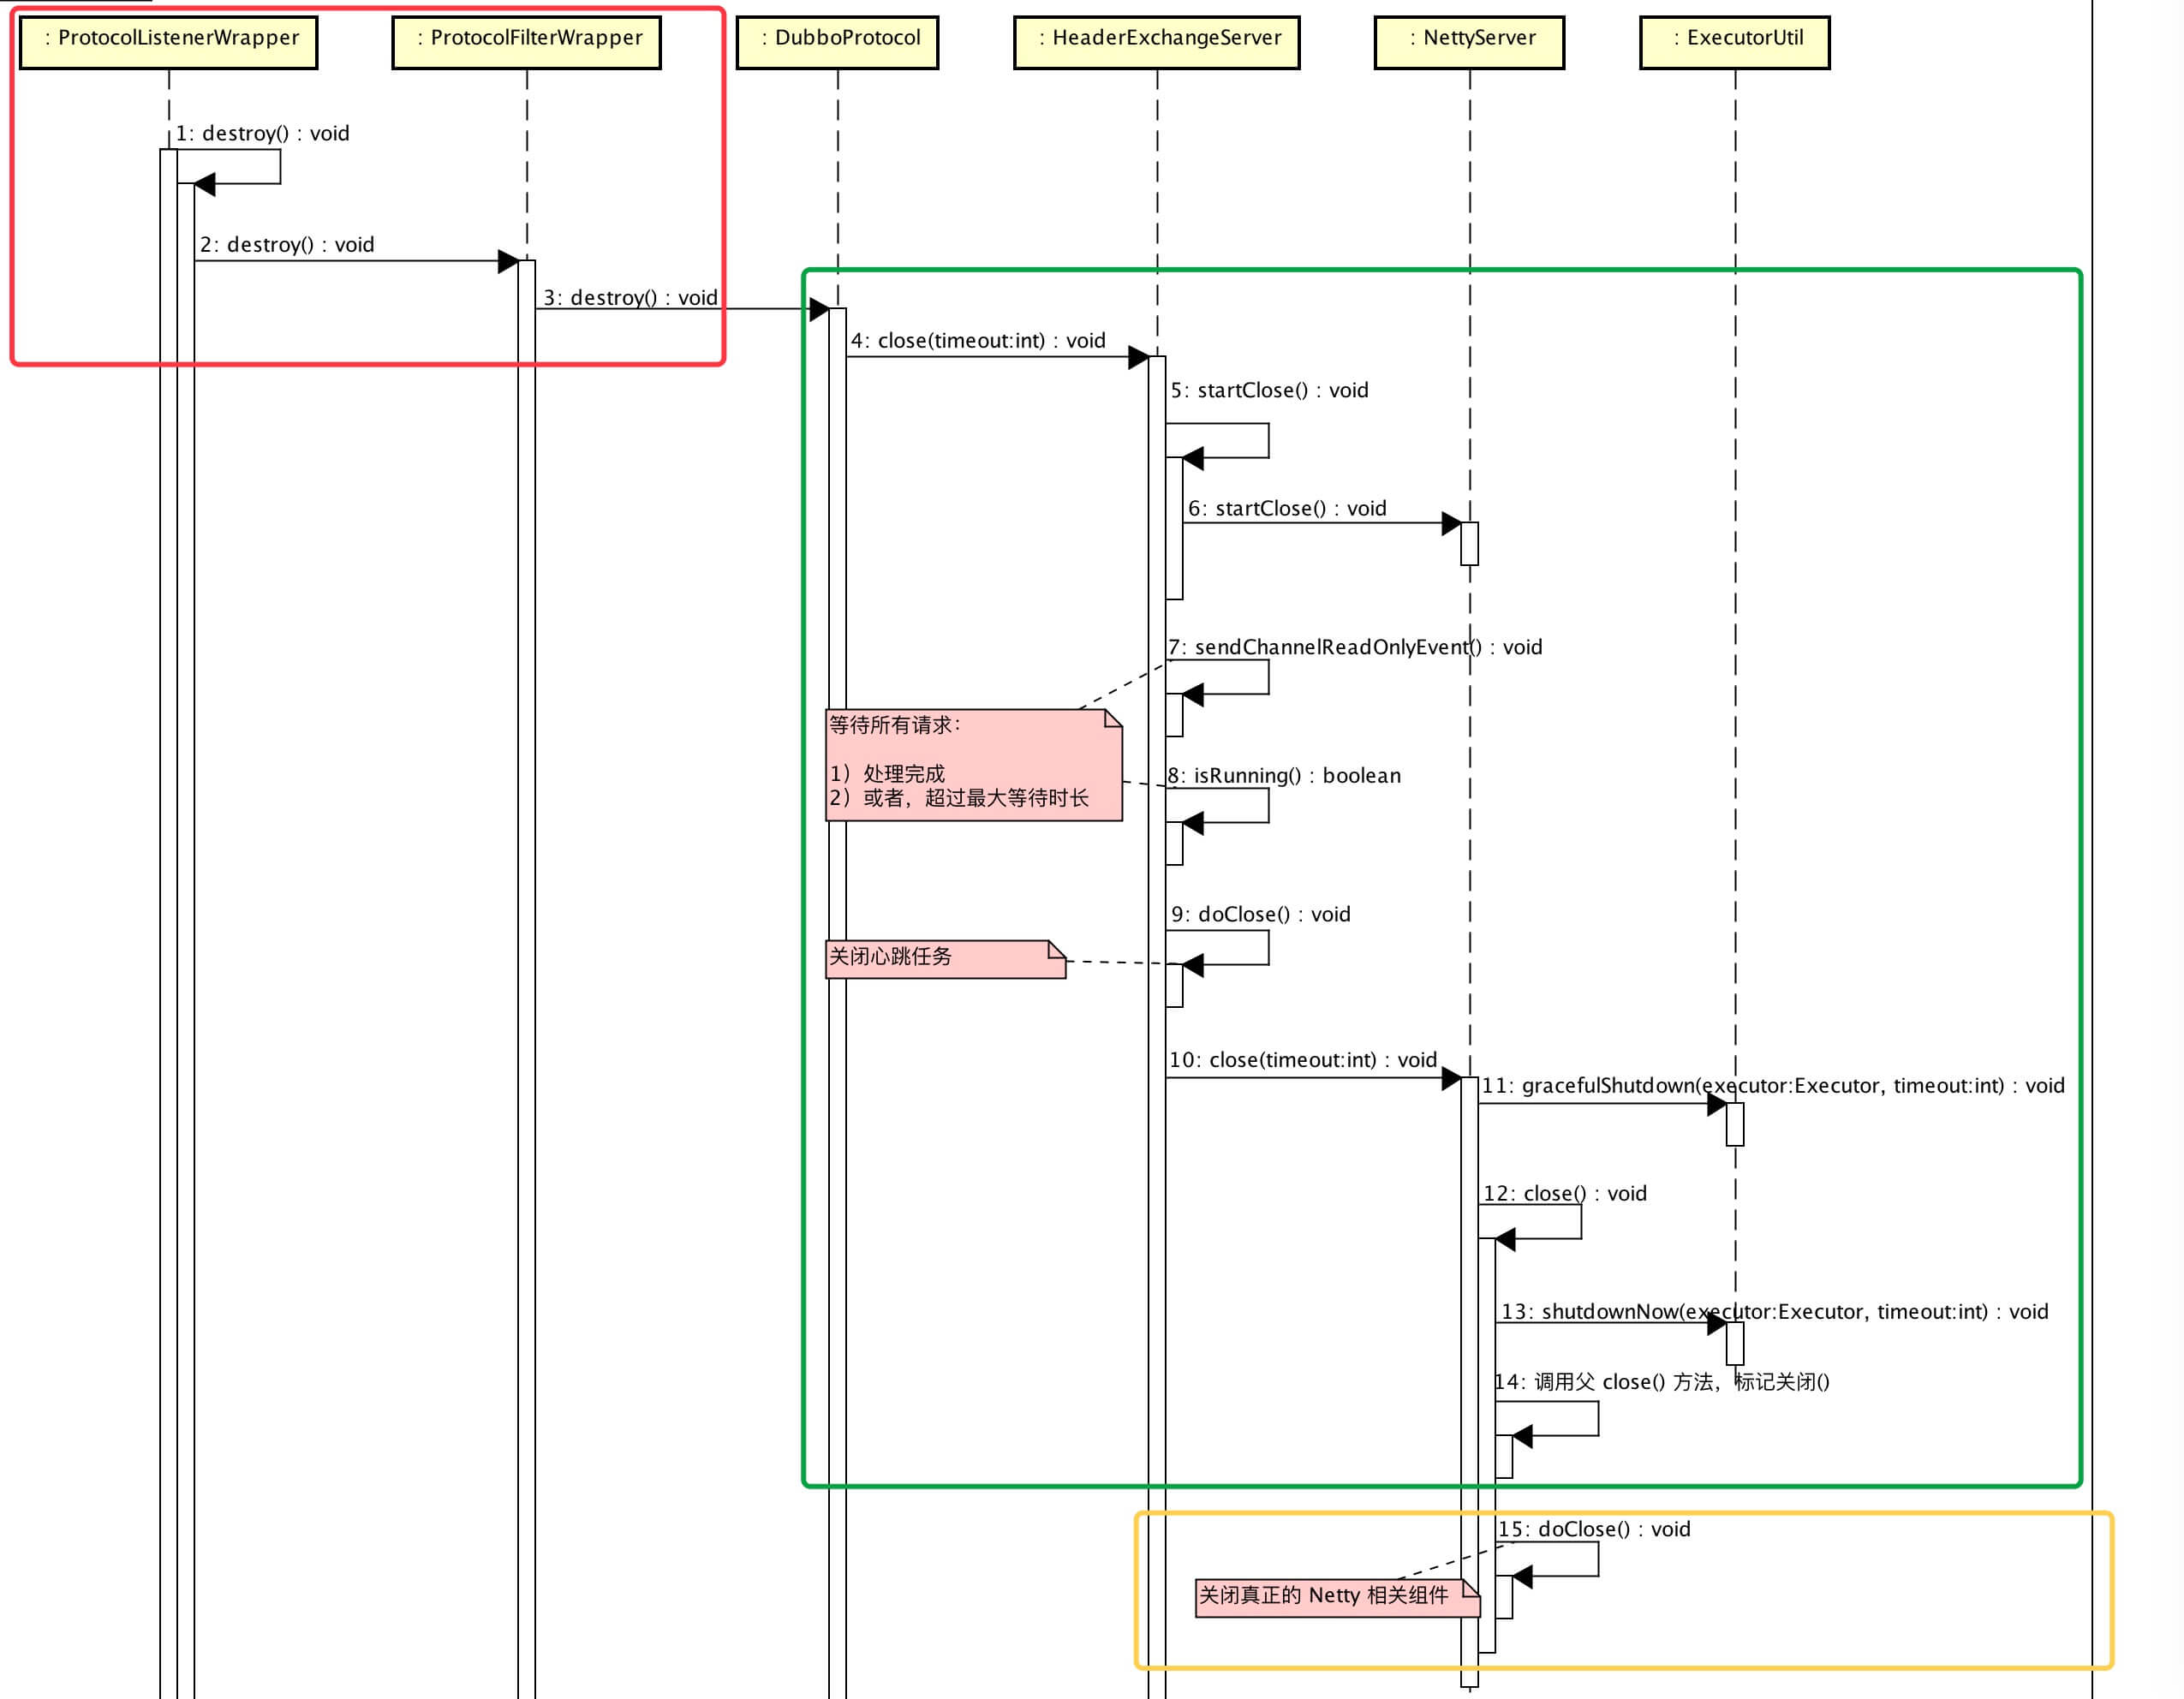 : ProtocolListenerWrapper
: ProtocolFilterWrapper
: DubboProtocol
: HeaderExchangeServer
: NettyServer
: ExecutorUtil
1: destroy() : void
2: destroy() : void
3: destroy() : void
4: close(timeout:int) : void
5: startClose() : void
6: startClose() : void
7: sendChannelReadOnlyEvent() : void
等待所有请求：
1）处理完成
2）或者，超过最大等待时长
8: isRunning() : boolean
9: doClose() : void
关闭心跳任务
10: close(timeout:int) : void
11: gracefulShutdown(executor:Executor, timeout:int) : void
12: close() : void
13: shutdownNow(executor:Executor, timeout:int) : void
14: 调用父 close() 方法，标记关闭()
15: doClose() : void
关闭真正的 Netty 相关组件